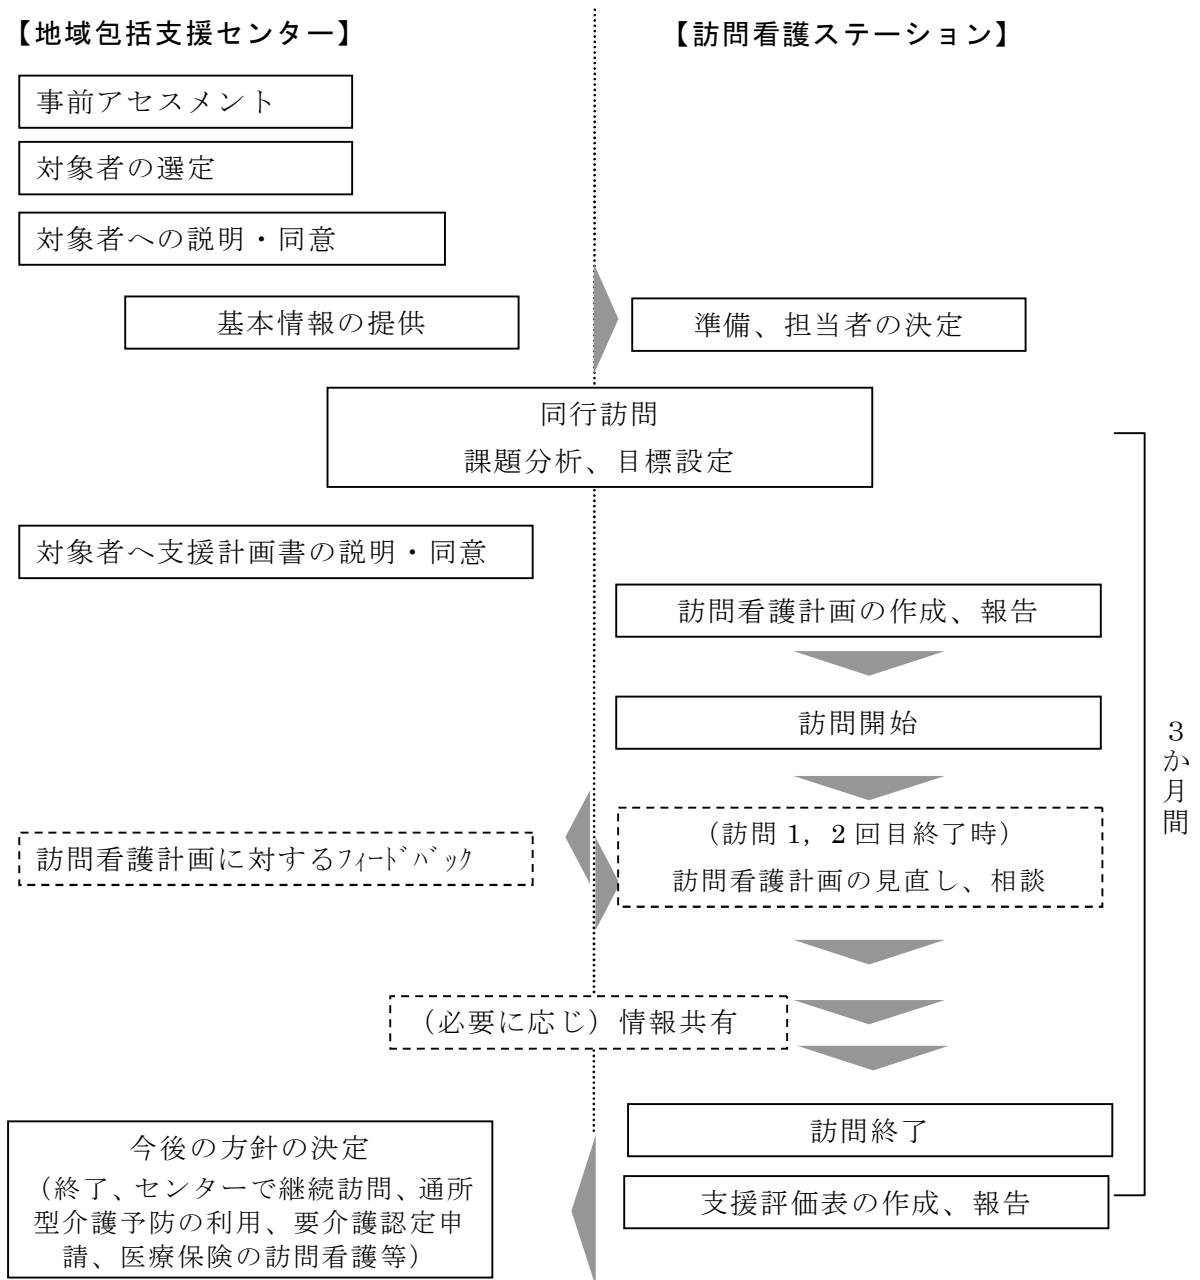 【地域包括支援センター】
【訪問看護ステーション】
事前アセスメント
対象者の選定
対象者への説明・同意
基本情報の提供
準備、担当者の決定
同行訪問
課題分析、目標設定
対象者へ支援計画書の説明・同意
訪問看護計画の作成、報告
訪問開始
3か月間
(訪問 1, 2 回目終了時)
訪問看護計画の見直し、相談
訪問看護計画に対するフィードバック
(必要に応じ)情報共有
訪問終了
支援評価表の作成、報告
今後の方針の決定
(終了、センターで継続訪問、通所
型介護予防の利用、要介護認定申
請、医療保険の訪問看護等)